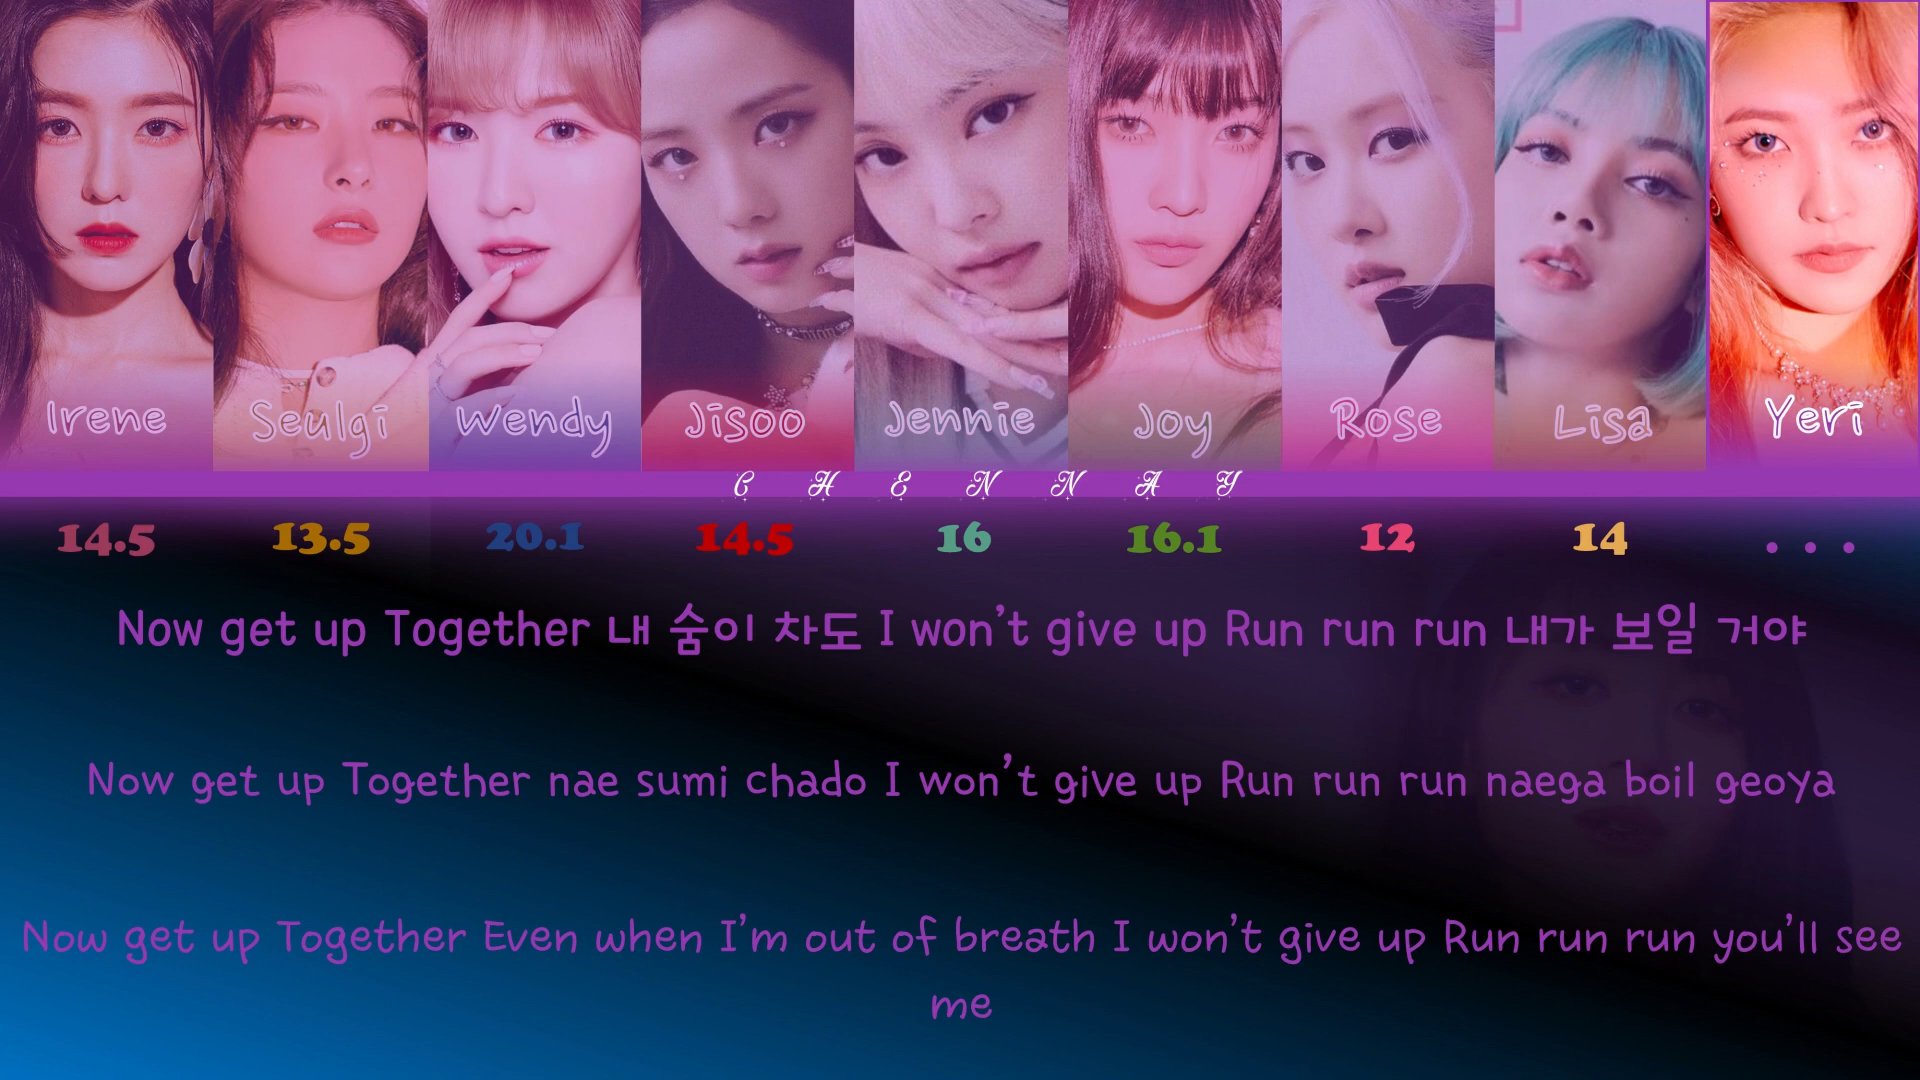 Irene Seulgi Wendy Jisoo Jennie Joy Rose Lisa Yeri
C H E N N A Y
14.5 13.5 20.1 14.5 16 16.1 12 14 ...
Now get up Together 내 숨이 차도 I won't give up Run run run 내가 보일 거야
Now get up Together nae sumi chado I won't give up Run run run naega boil geoya
Now get up Together Even when I'm out of breath I won't give up Run run run you'll see
me